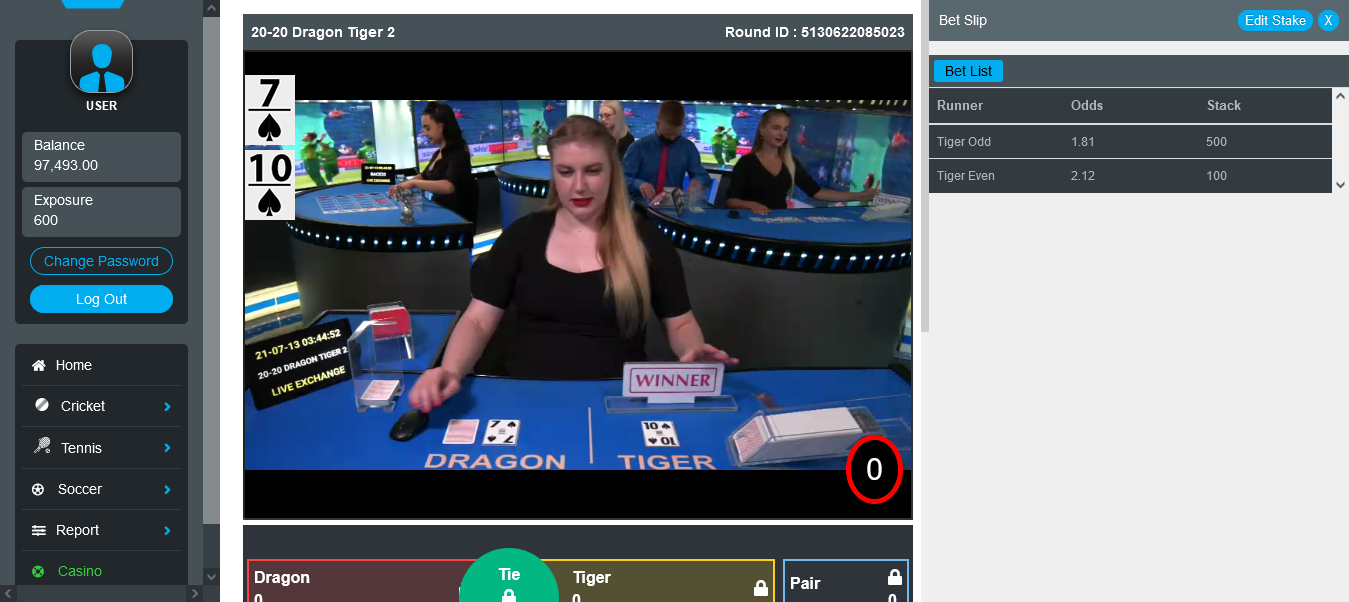 USER
Balance
97,493.00
Exposure
600
Change Password
Log Out
Home
Cricket
Tennis
Soccer
Report
Casino
20-20 Dragon Tiger 2
Round ID : 5130622085023
7
10
21-07-13 03:44:52
20-20 DRAGON TIGER 2
LIVE EXCHANGE
WINNER
7
10
DRAGON
TIGER
0
Dragon
0
Tie
Tiger
0
Pair
0
Bet Slip
Edit Stake
X
Bet List
Runner Odds Stack
Tiger Odd 1.81 500
Tiger Even 2.12 100